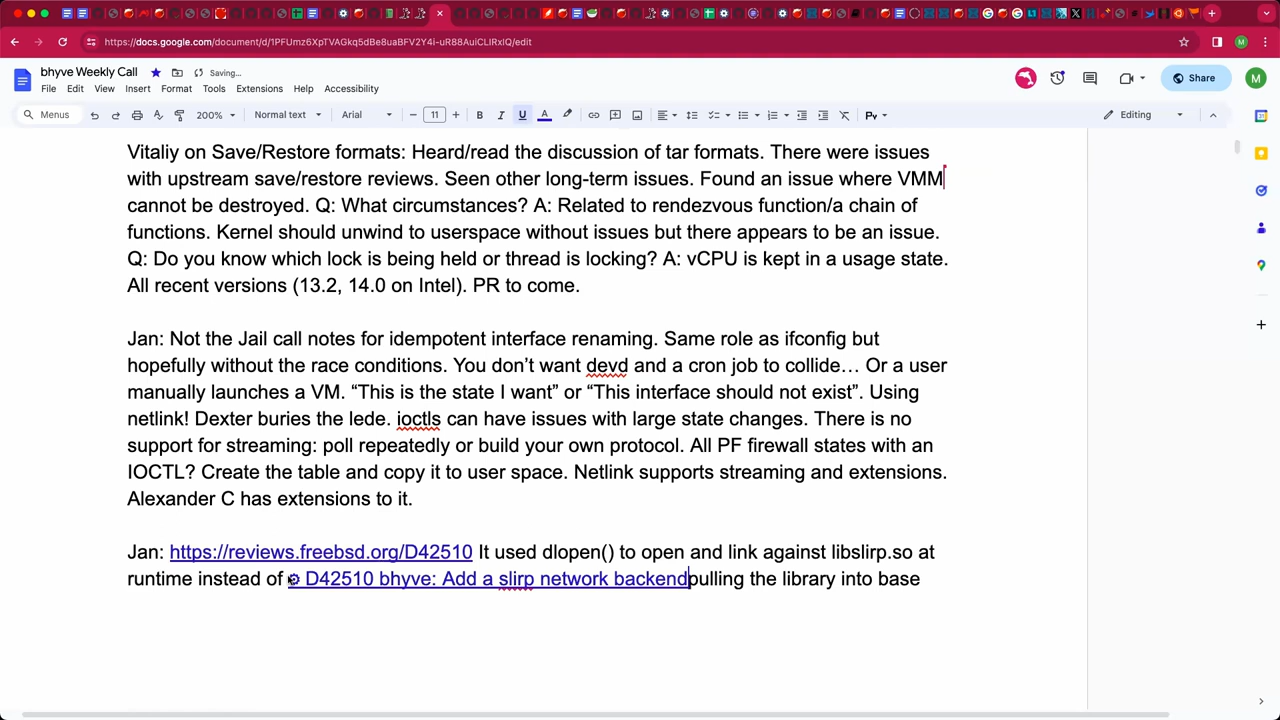 https://docs.google.com/document/d/1PFUmz6XpTVAGkq5dBe8uaBFV2Y4i-uR88AuiCLIRxlQ/edit
bhyve Weekly Call
Saving...
File Edit View Insert Format Tools Extensions Help Accessibility
Share
M
M
Menus
200%
Normal text
Arial
11
B I U A
Editing
Vitaliy on Save/Restore formats: Heard/read the discussion of tar formats. There were issues
with upstream save/restore reviews. Seen other long-term issues. Found an issue where VMM
cannot be destroyed. Q: What circumstances? A: Related to rendezvous function/a chain of
functions. Kernel should unwind to userspace without issues but there appears to be an issue.
Q: Do you know which lock is being held or thread is locking? A: vCPU is kept in a usage state.
All recent versions (13.2, 14.0 on Intel). PR to come.
Jan: Not the Jail call notes for idempotent interface renaming. Same role as ifconfig but
hopefully without the race conditions. You don’t want devd and a cron job to collide… Or a user
manually launches a VM. “This is the state I want” or “This interface should not exist”. Using
netlink! Dexter buries the lede. ioctls can have issues with large state changes. There is no
support for streaming: poll repeatedly or build your own protocol. All PF firewall states with an
IOCTL? Create the table and copy it to user space. Netlink supports streaming and extensions.
Alexander C has extensions to it.
Jan: https://reviews.freebsd.org/D42510 It used dlopen() to open and link against libslirp.so at
runtime instead of D42510 bhyve: Add a slirp network backendpulling the library into base